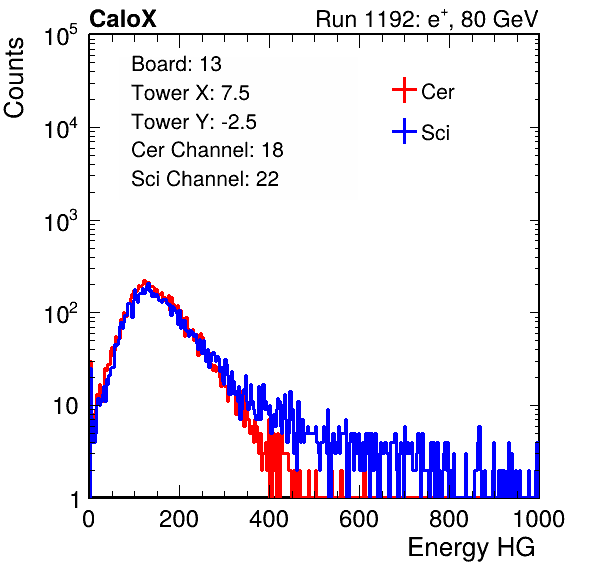 CaloX Run 1192: e⁺, 80 GeV
Counts
Board: 13
Tower X: 7.5
Tower Y: -2.5
Cer Channel: 18
Sci Channel: 22
Cer
Sci
10⁵
10⁴
10³
10²
10
1
0 200 400 600 800 1000
Energy HG